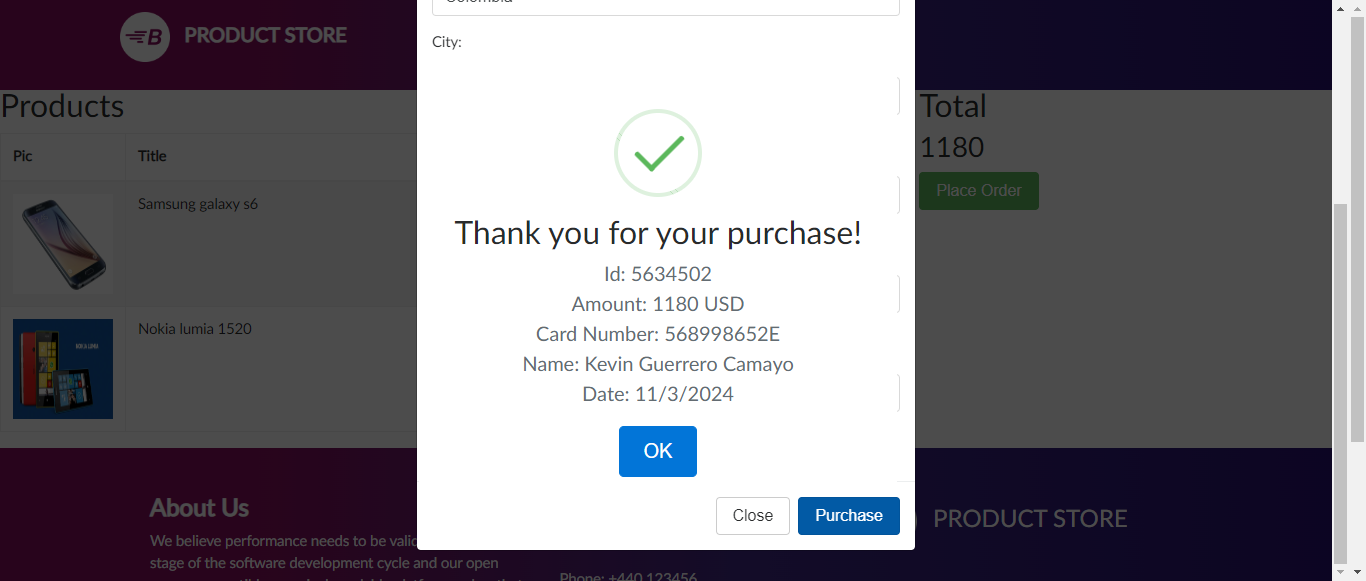 PRODUCT STORE
Colombia
City:
Products
Pic
Title
Samsung galaxy s6
Nokia lumia 1520
Total
1180
Place Order
Thank you for your purchase!
Id: 5634502
Amount: 1180 USD
Card Number: 568998652E
Name: Kevin Guerrero Camayo
Date: 11/3/2024
OK
Close
Purchase
About Us
We believe performance needs to be valid
stage of the software development cycle and our open
Phone: +440 123456
PRODUCT STORE